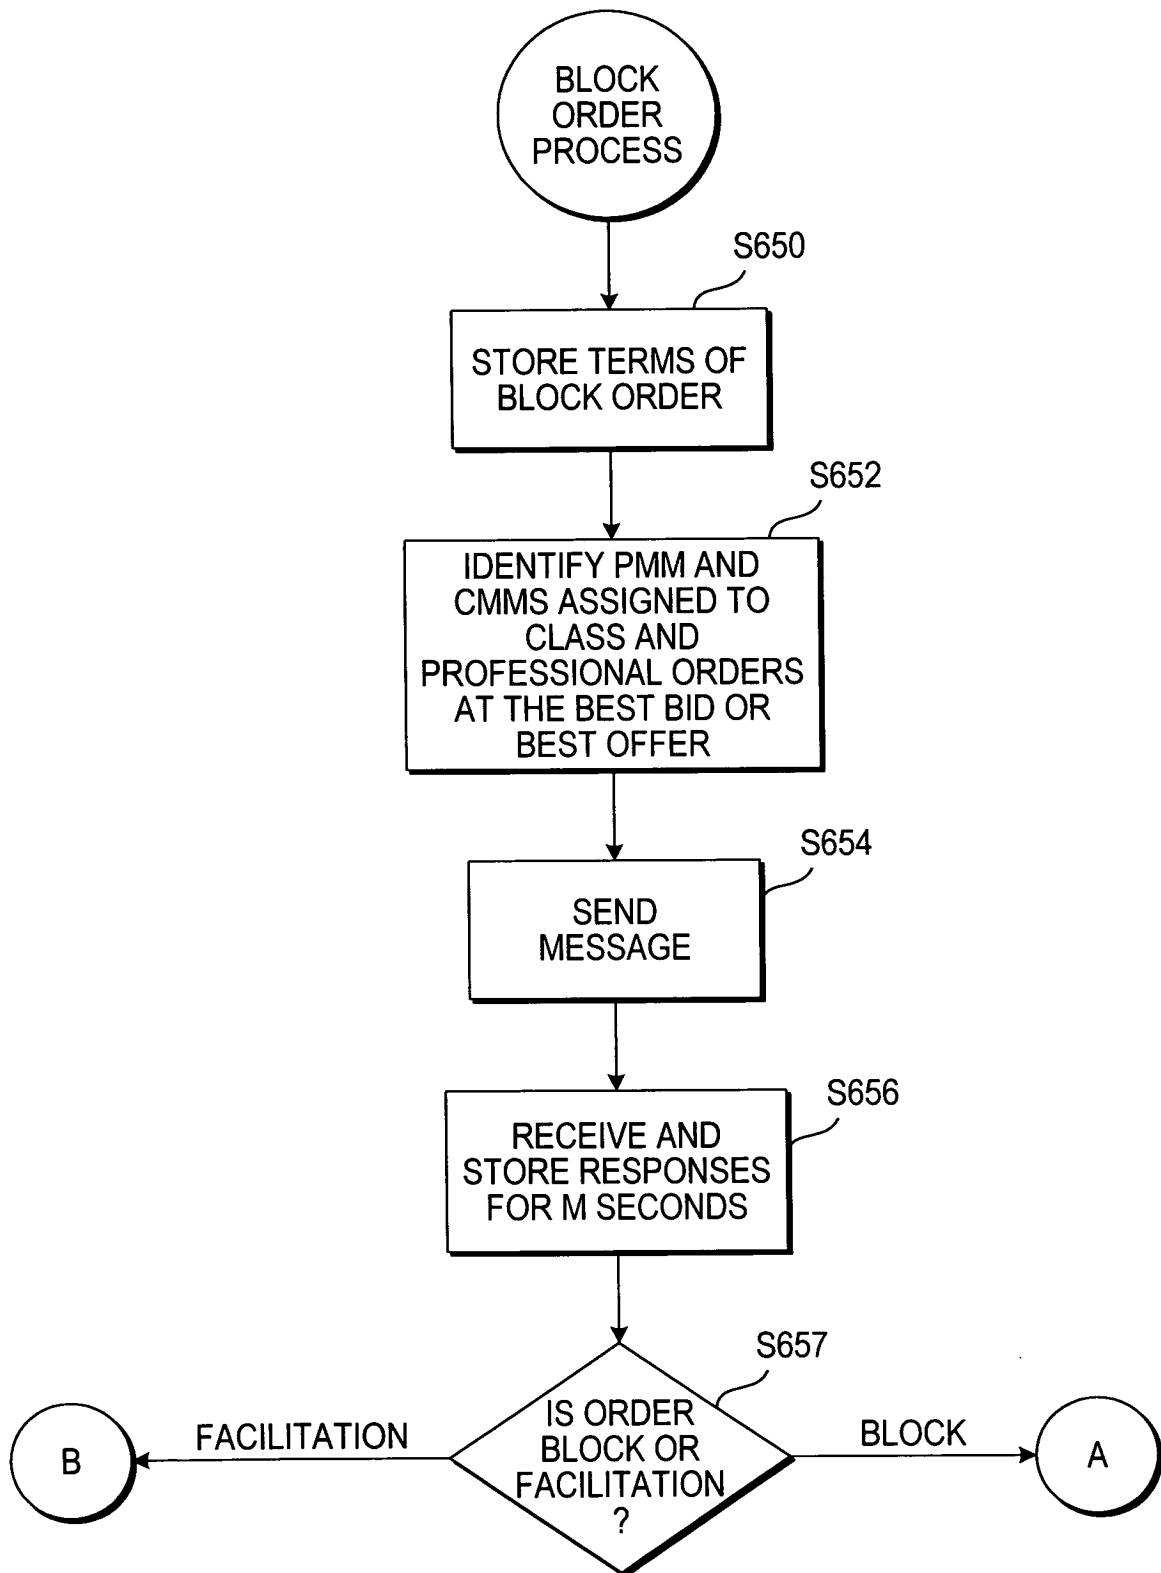 BLOCK
ORDER
PROCESS
S650
STORE TERMS OF
BLOCK ORDER
S652
IDENTIFY PMM AND
CMMS ASSIGNED TO
CLASS AND
PROFESSIONAL ORDERS
AT THE BEST BID OR
BEST OFFER
S654
SEND
MESSAGE
S656
RECEIVE AND
STORE RESPONSES
FOR M SECONDS
S657
IS ORDER
BLOCK OR
FACILITATION
?
FACILITATION
B
BLOCK
A